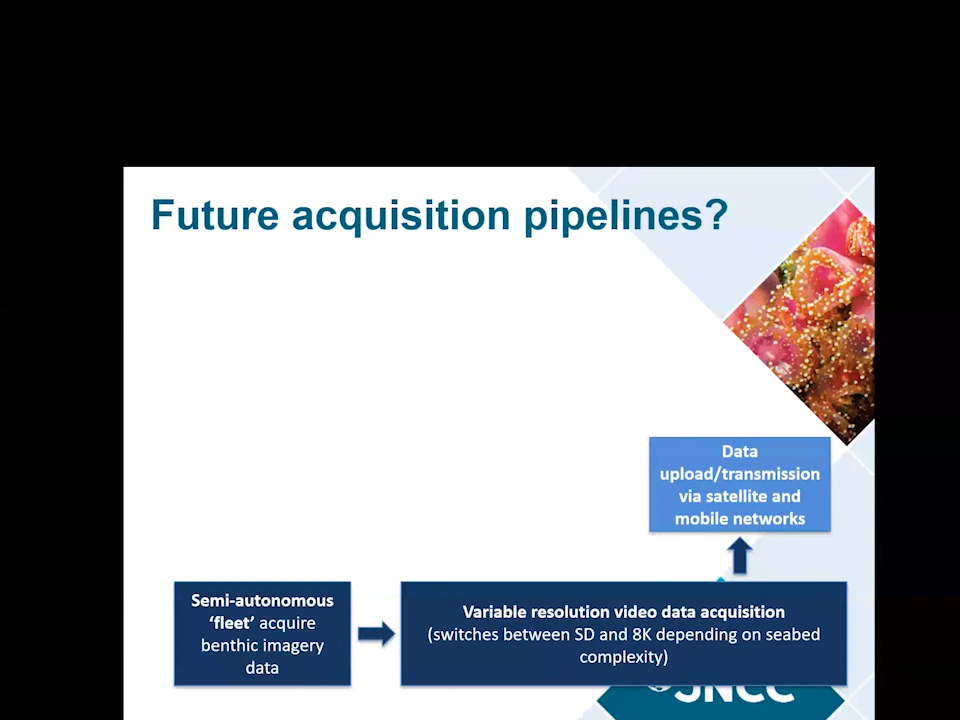 Future acquisition pipelines?
Data
upload/transmission
via satellite and
mobile networks
Semi-autonomous
‘fleet’ acquire
benthic imagery
data
Variable resolution video data acquisition
(switches between SD and 8K depending on seabed
complexity)
JNCC